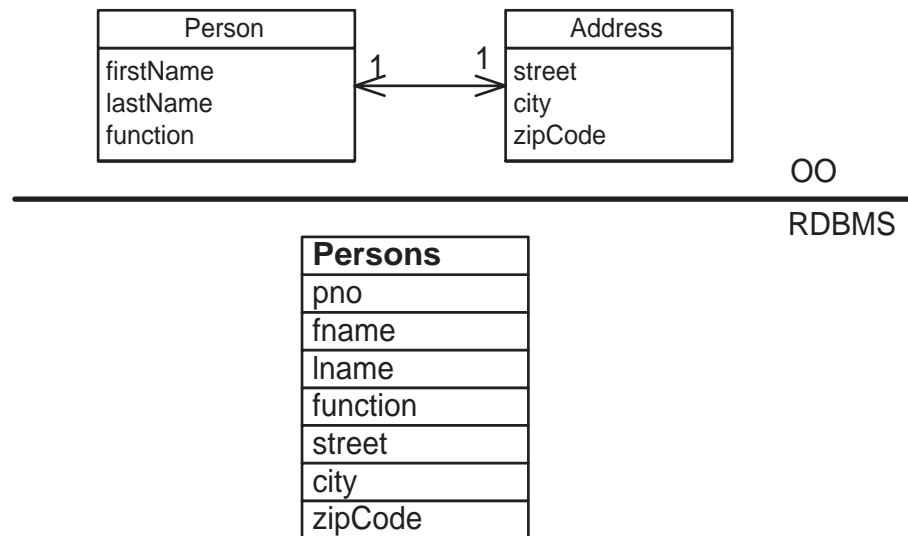 Person
firstName
lastName
function
1
1
Address
street
city
zipCode
OO
RDBMS
Persons
pno
fname
lname
function
street
city
zipCode